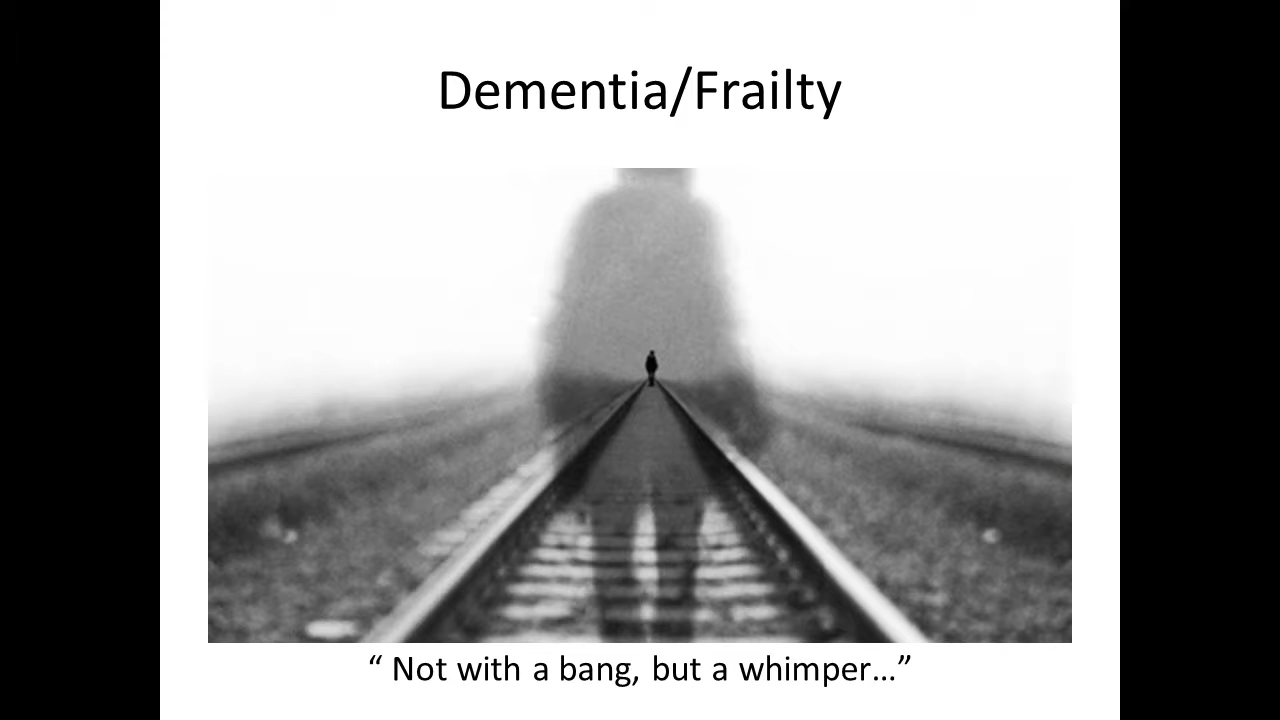 Dementia/Frailty
“ Not with a bang, but a whimper…”